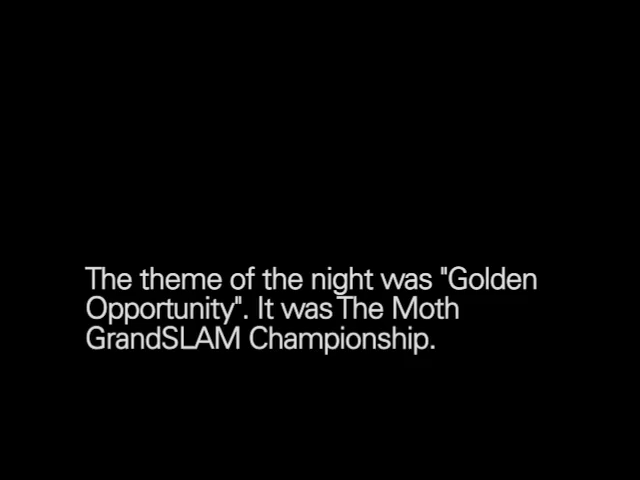 The theme of the night was "Golden
Opportunity". It was The Moth
GrandSLAM Championship.